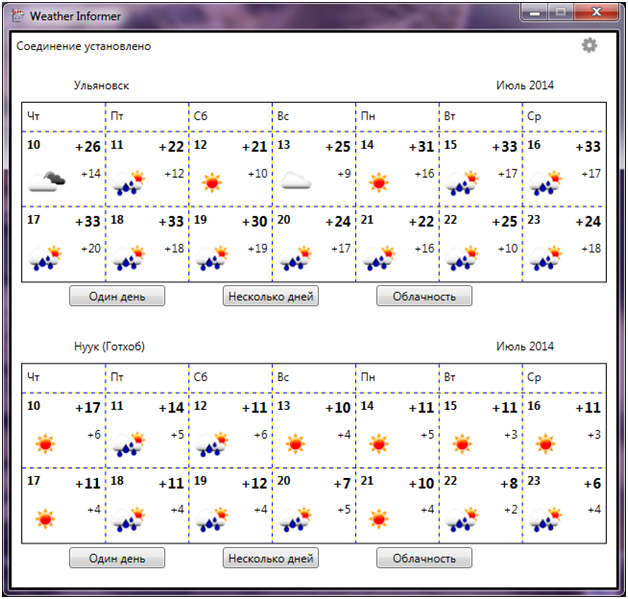 Weather Informer
Соединение установлено
Ульяновск Июль 2014
Чт Пт Сб Вс Пн Вт Ср
10 +26 11 +22 12 +21 13 +25 14 +31 15 +33 16 +33
+14 +12 +10 +9 +16 +17 +17
17 +33 18 +33 19 +30 20 +24 21 +22 22 +25 23 +24
+20 +18 +19 +17 +16 +10 +18
Один день Несколько дней Облачность
Нуук (Готхоб) Июль 2014
Чт Пт Сб Вс Пн Вт Ср
10 +17 11 +14 12 +11 13 +10 14 +11 15 +11 16 +11
+6 +5 +6 +4 +5 +3 +3
17 +11 18 +11 19 +12 20 +7 21 +10 22 +8 23 +6
+4 +4 +4 +5 +4 +2 +4
Один день Несколько дней Облачность